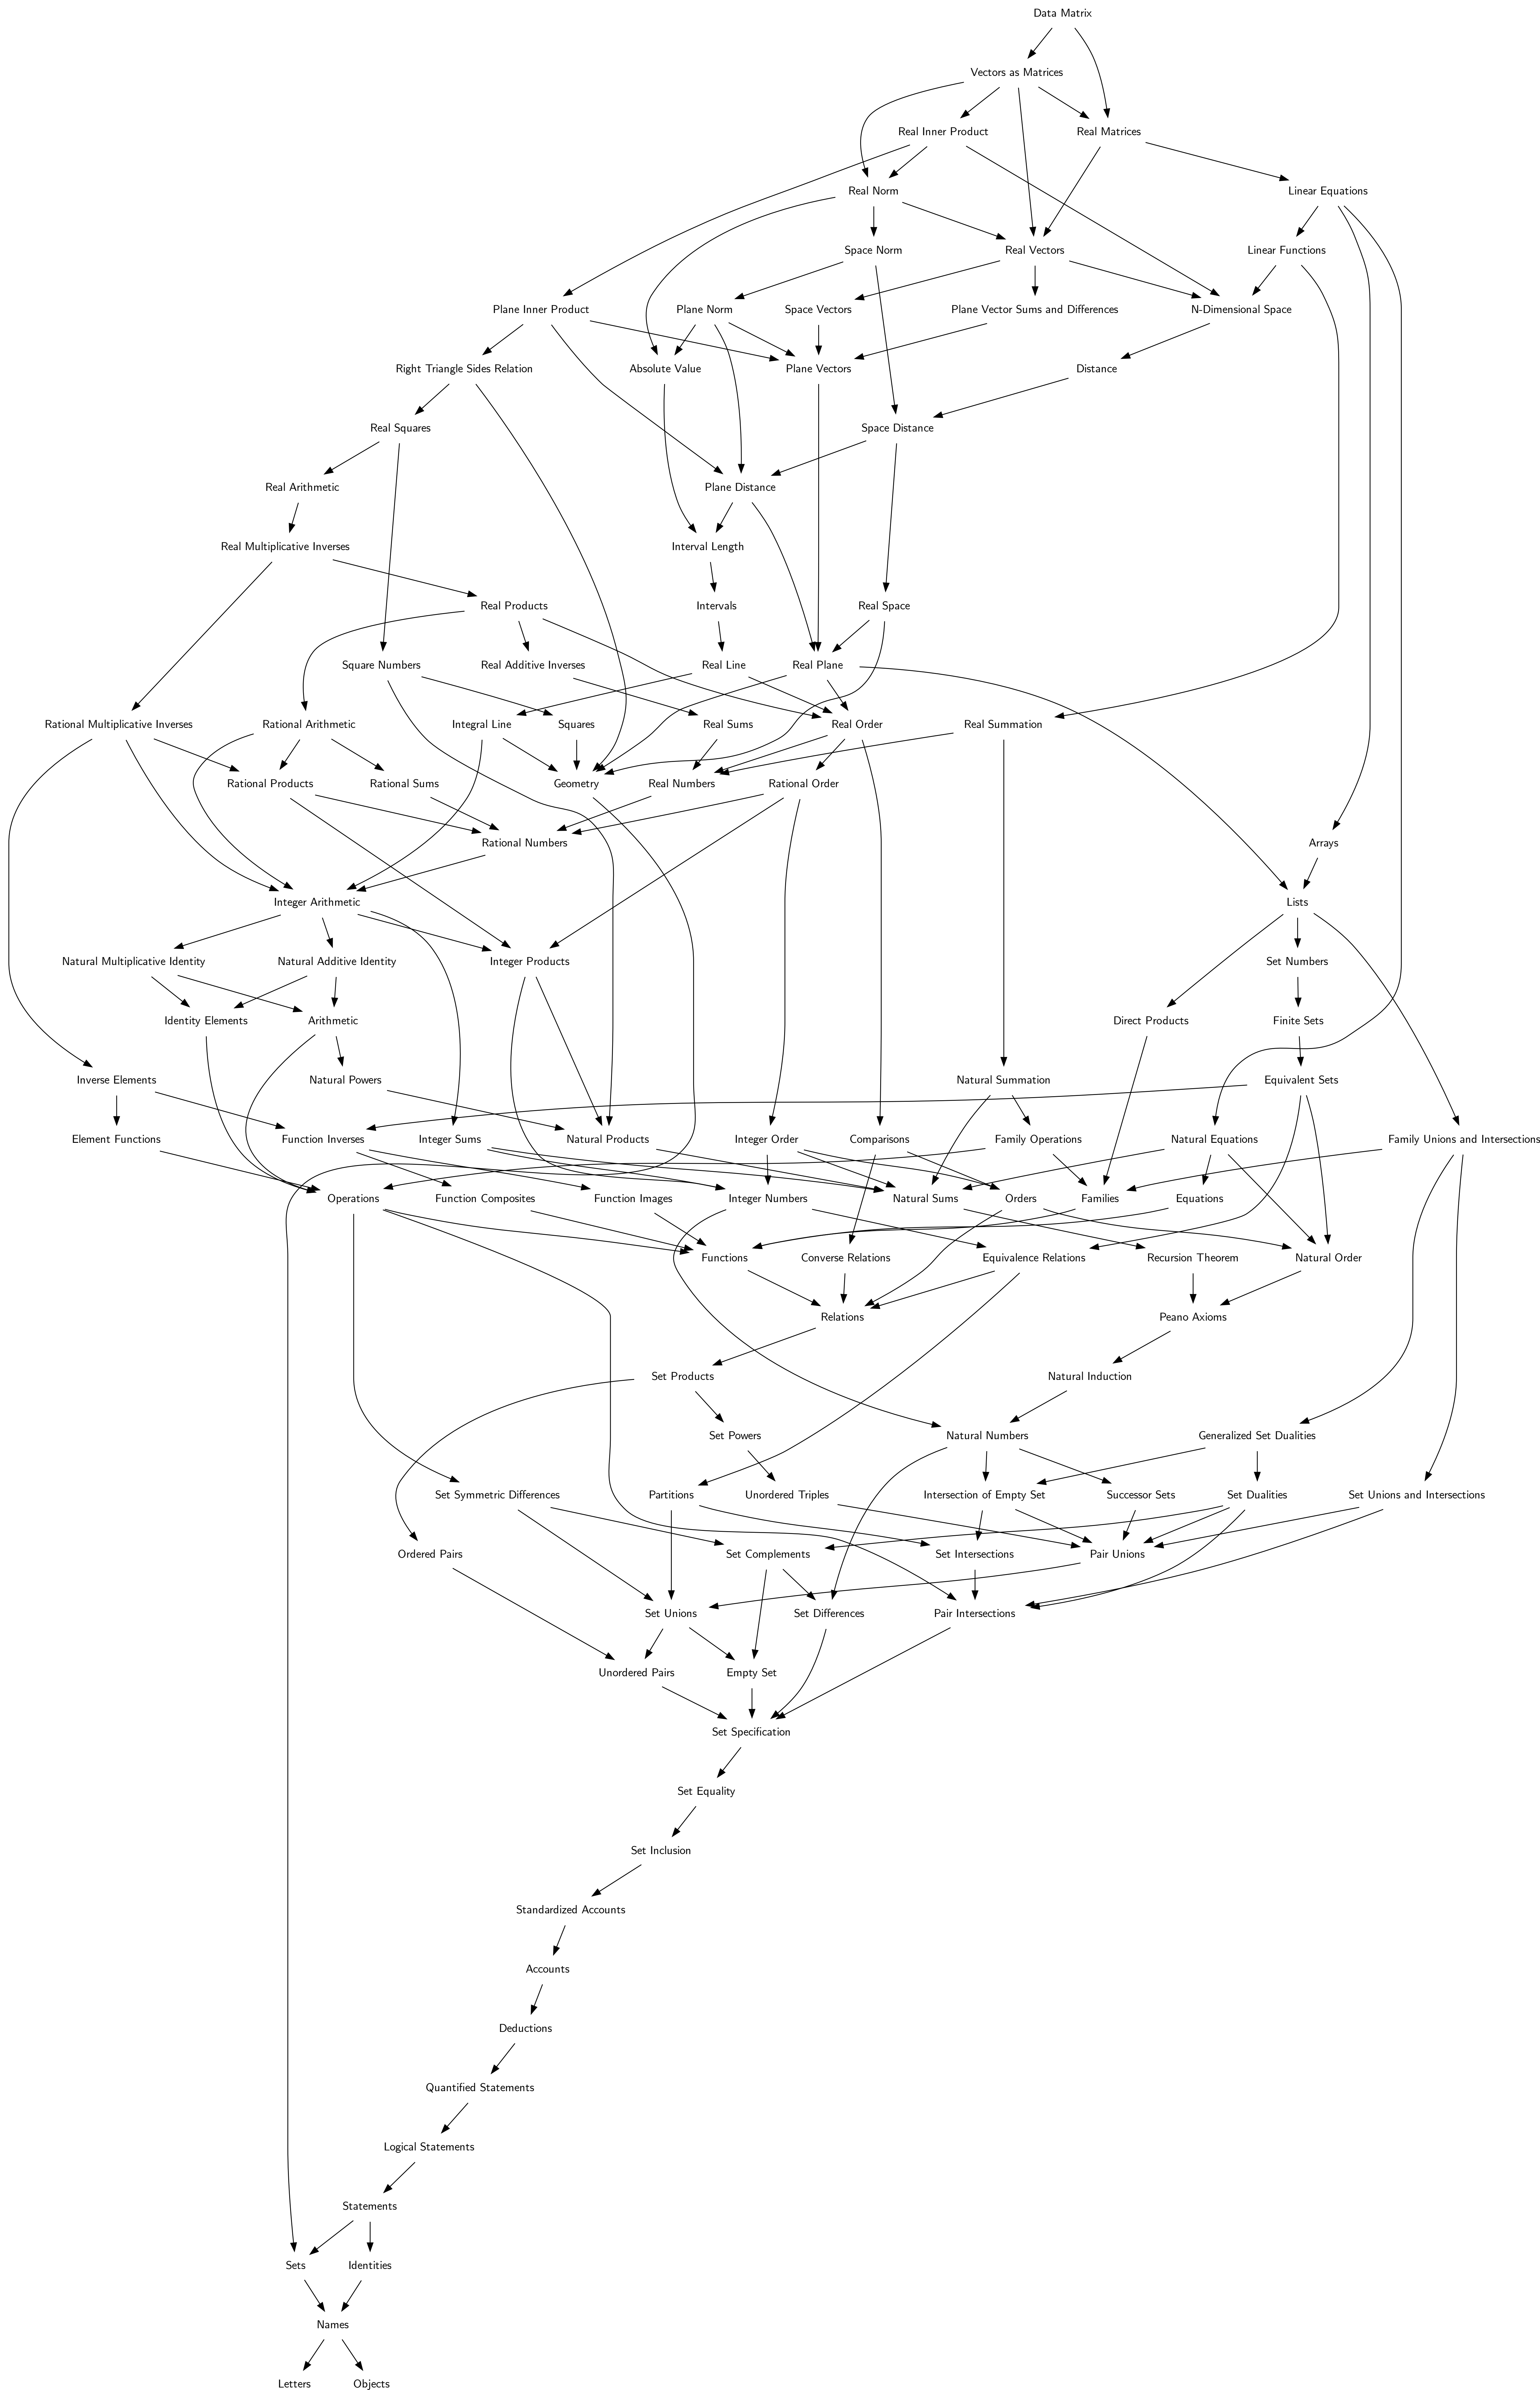 Data Matrix
Vectors as Matrices
Real Inner Product
Real Matrices
Real Norm
Linear Equations
Space Norm
Real Vectors
Linear Functions
Plane Inner Product
Plane Norm
Space Vectors
Plane Vector Sums and Differences
N-Dimensional Space
Right Triangle Sides Relation
Absolute Value
Plane Vectors
Distance
Real Squares
Space Distance
Real Arithmetic
Plane Distance
Real Multiplicative Inverses
Interval Length
Real Products
Intervals
Real Space
Square Numbers
Real Additive Inverses
Real Line
Real Plane
Rational Multiplicative Inverses
Rational Arithmetic
Integral Line
Squares
Real Sums
Real Order
Real Summation
Rational Products
Rational Sums
Geometry
Real Numbers
Rational Order
Rational Numbers
Arrays
Integer Arithmetic
Lists
Natural Multiplicative Identity
Natural Additive Identity
Integer Products
Set Numbers
Identity Elements
Arithmetic
Direct Products
Finite Sets
Inverse Elements
Natural Powers
Natural Summation
Equivalent Sets
Element Functions
Function Inverses
Integer Sums
Natural Products
Integer Order
Comparisons
Family Operations
Natural Equations
Family Unions and Intersections
Operations
Function Composites
Function Images
Integer Numbers
Natural Sums
Orders
Families
Equations
Functions
Converse Relations
Equivalence Relations
Recursion Theorem
Natural Order
Relations
Peano Axioms
Set Products
Natural Induction
Set Powers
Natural Numbers
Generalized Set Dualities
Set Symmetric Differences
Partitions
Unordered Triples
Intersection of Empty Set
Successor Sets
Set Dualities
Set Unions and Intersections
Ordered Pairs
Set Complements
Set Intersections
Pair Unions
Set Unions
Set Differences
Pair Intersections
Unordered Pairs
Empty Set
Set Specification
Set Equality
Set Inclusion
Standardized Accounts
Accounts
Deductions
Quantified Statements
Logical Statements
Statements
Sets
Identities
Names
Letters
Objects